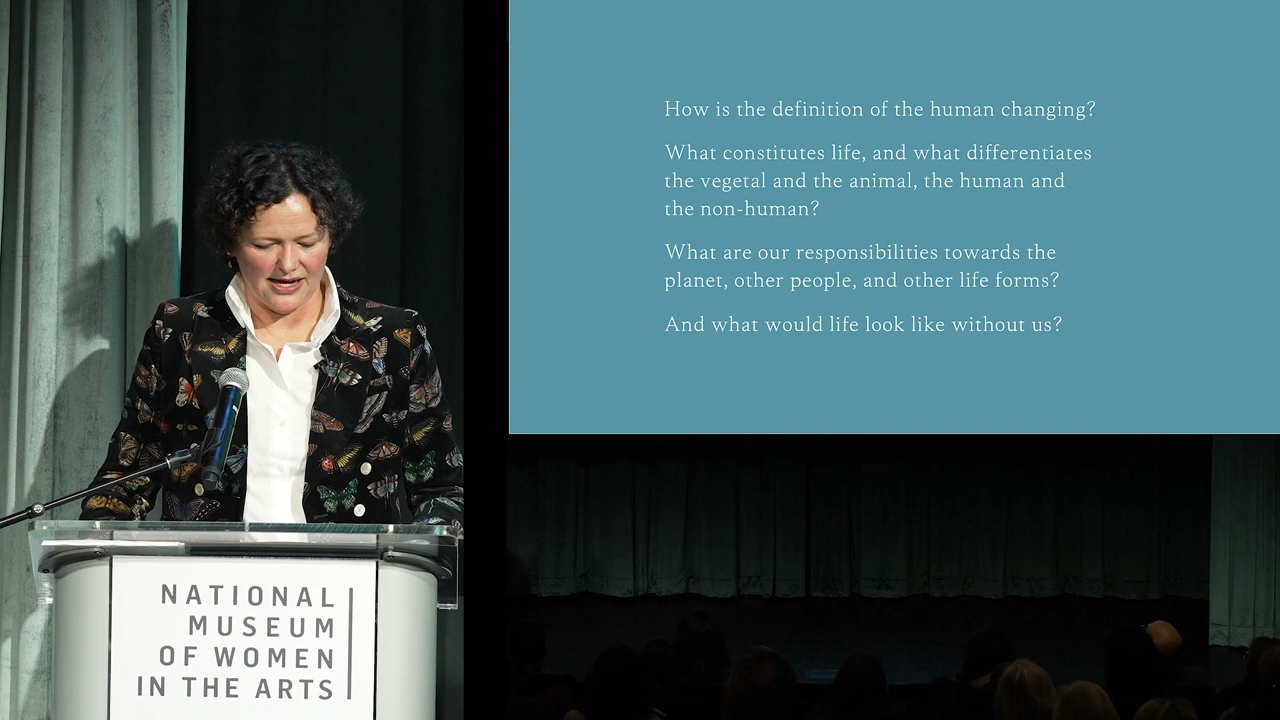 How is the definition of the human changing?
What constitutes life, and what differentiates
the vegetal and the animal, the human and
the non-human?
What are our responsibilities towards the
planet, other people, and other life forms?
And what would life look like without us?
NATIONAL
MUSEUM
OF WOMEN
IN THE ARTS